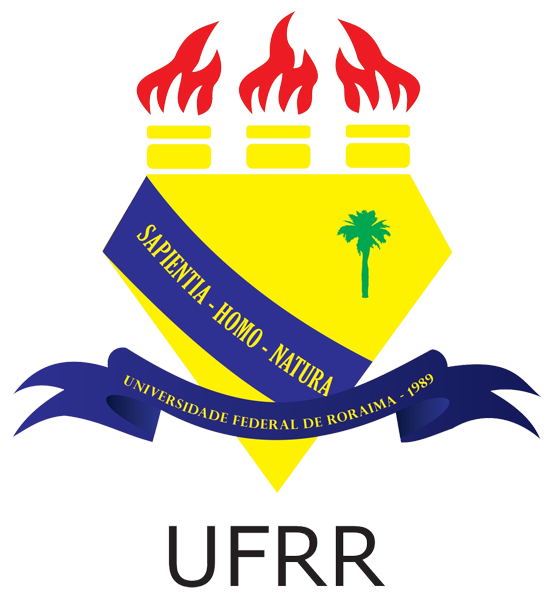 SAPIENTIA - HOMO - NATURA
UNIVERSIDADE FEDERAL DE RORAIMA - 1989
UFRR